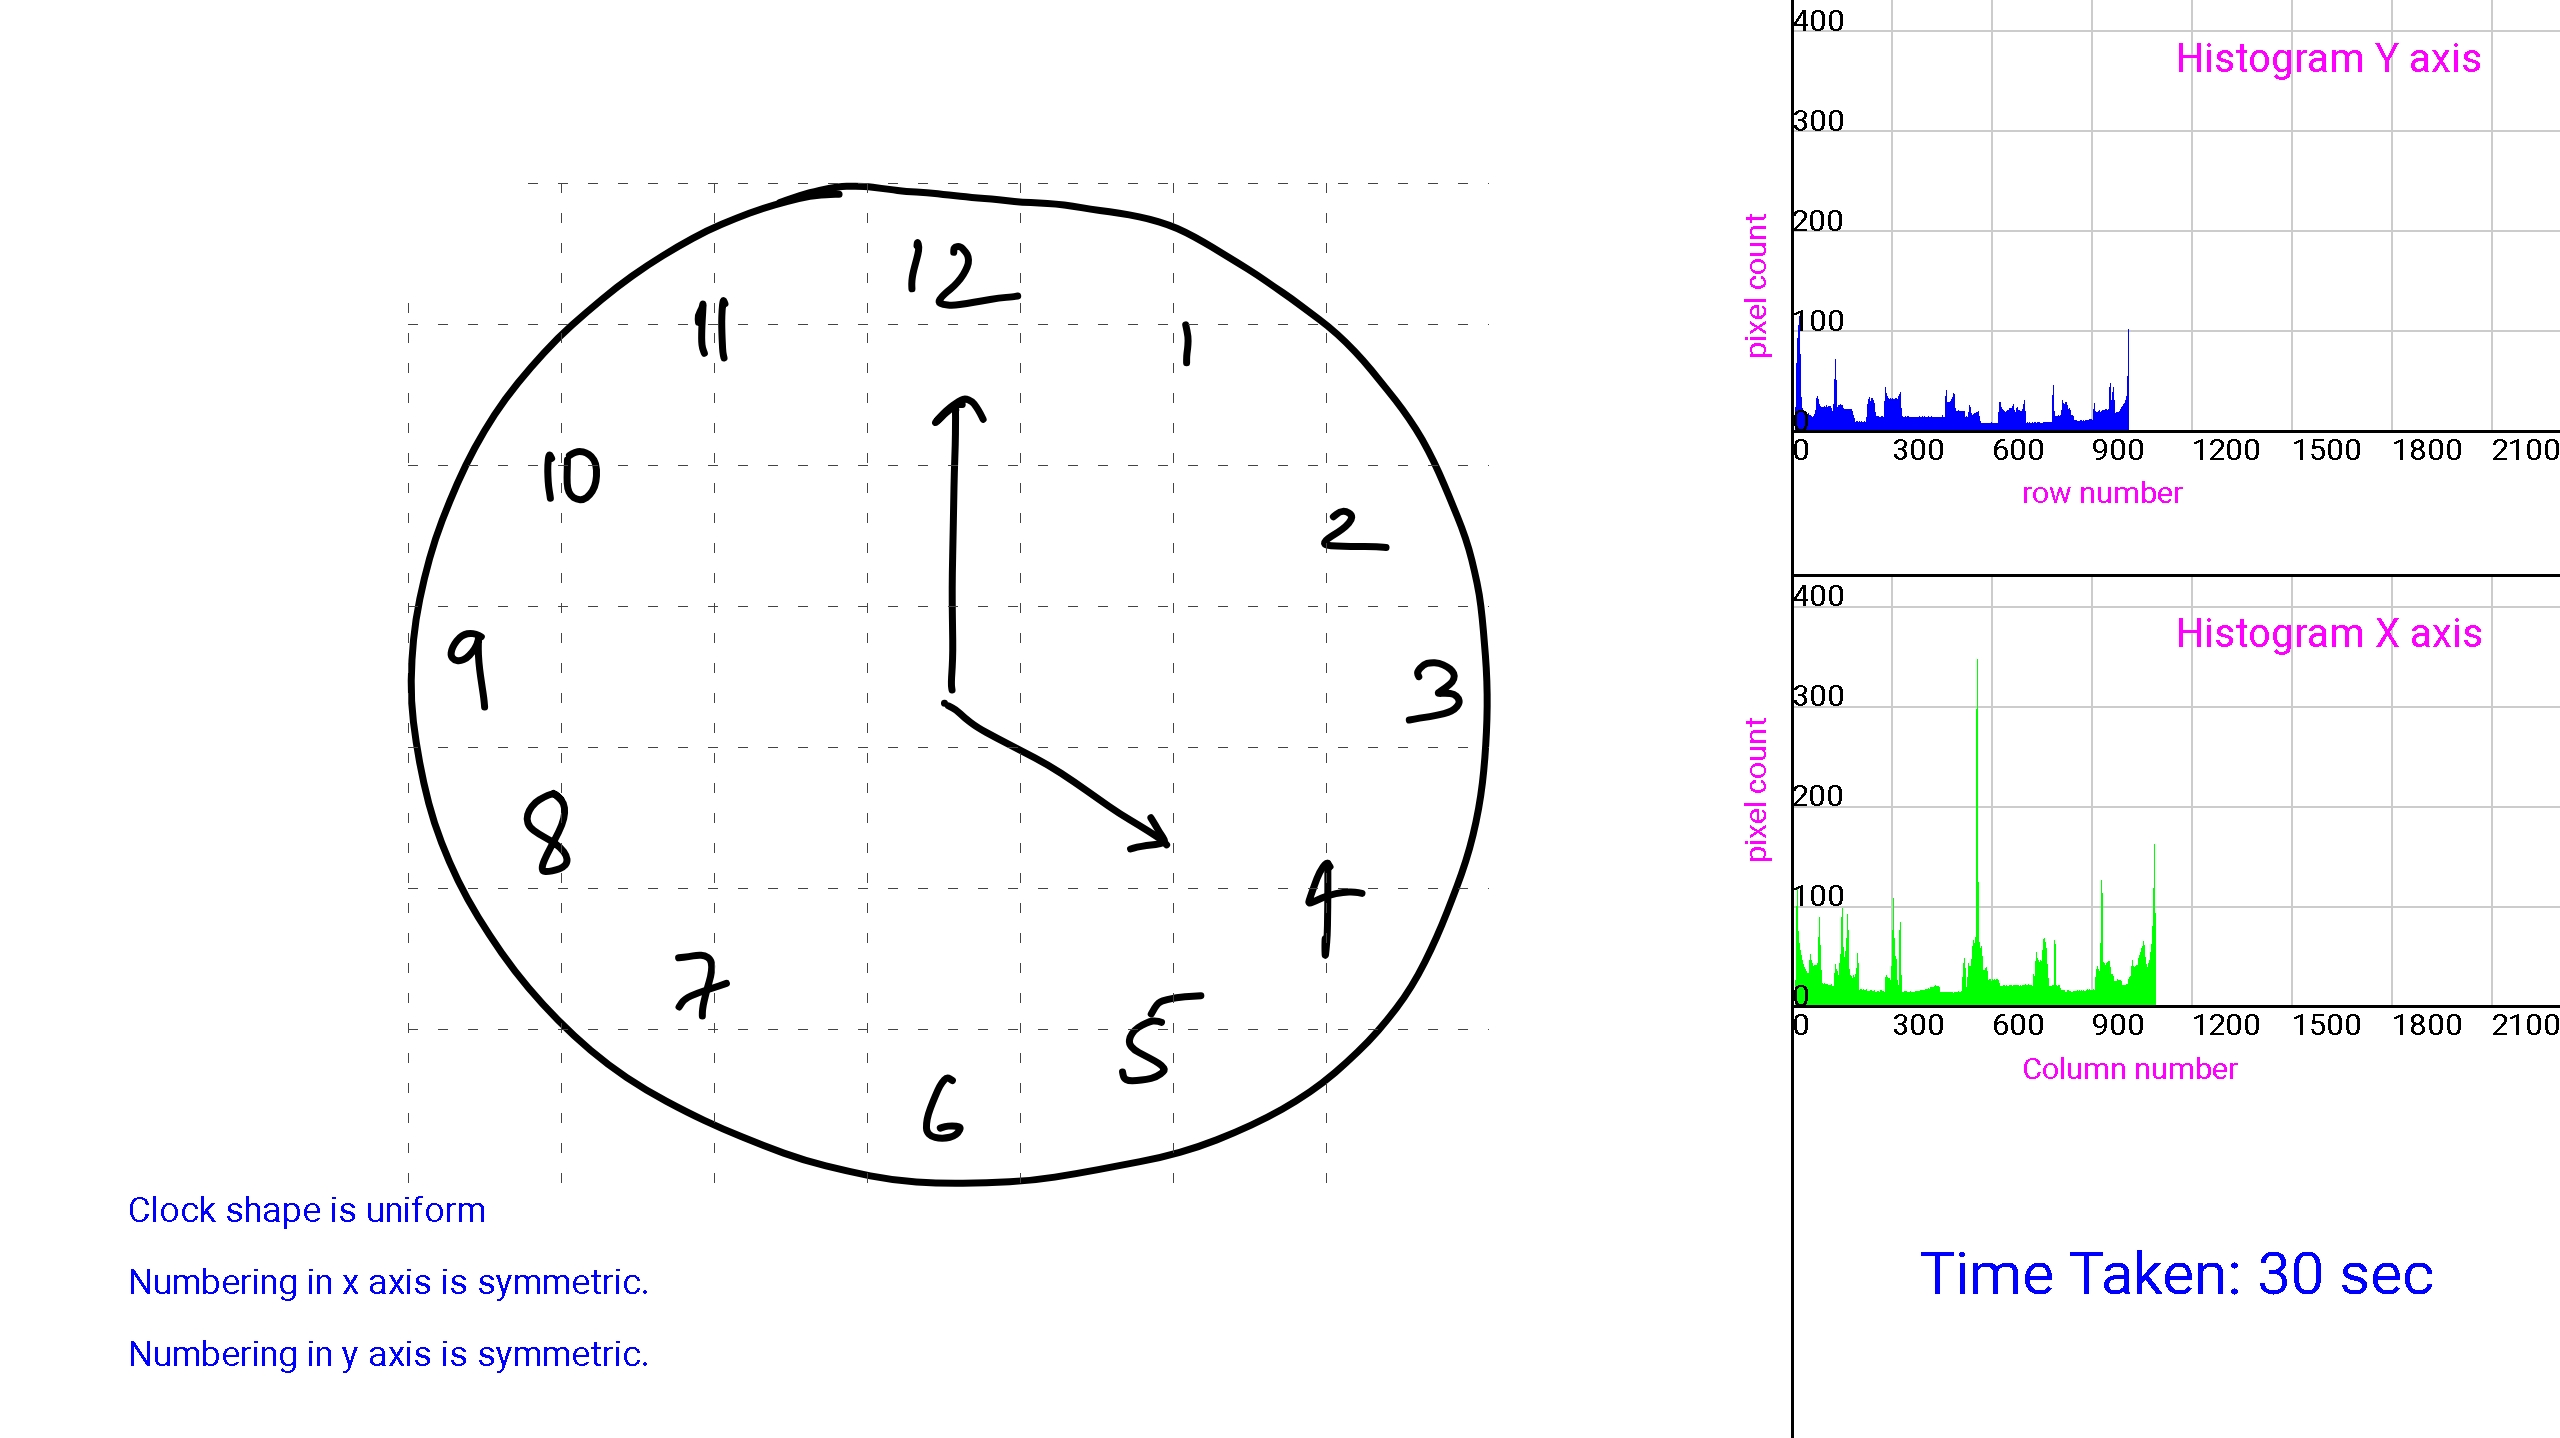 12
11
1
10
2
9
3
8
4
7
5
6
Clock shape is uniform
Numbering in x axis is symmetric.
Numbering in y axis is symmetric.
Histogram Y axis
pixel count
400
300
200
100
0
0 300 600 900 1200 1500 1800 2100
row number
Histogram X axis
pixel count
400
300
200
100
0
0 300 600 900 1200 1500 1800 2100
Column number
Time Taken: 30 sec